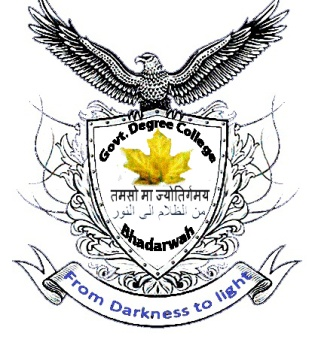 Govt. Degree College
तमसो मा ज्योतिर्गमय
من الظلام الى النور
Bhadarwah
From Darkness to light